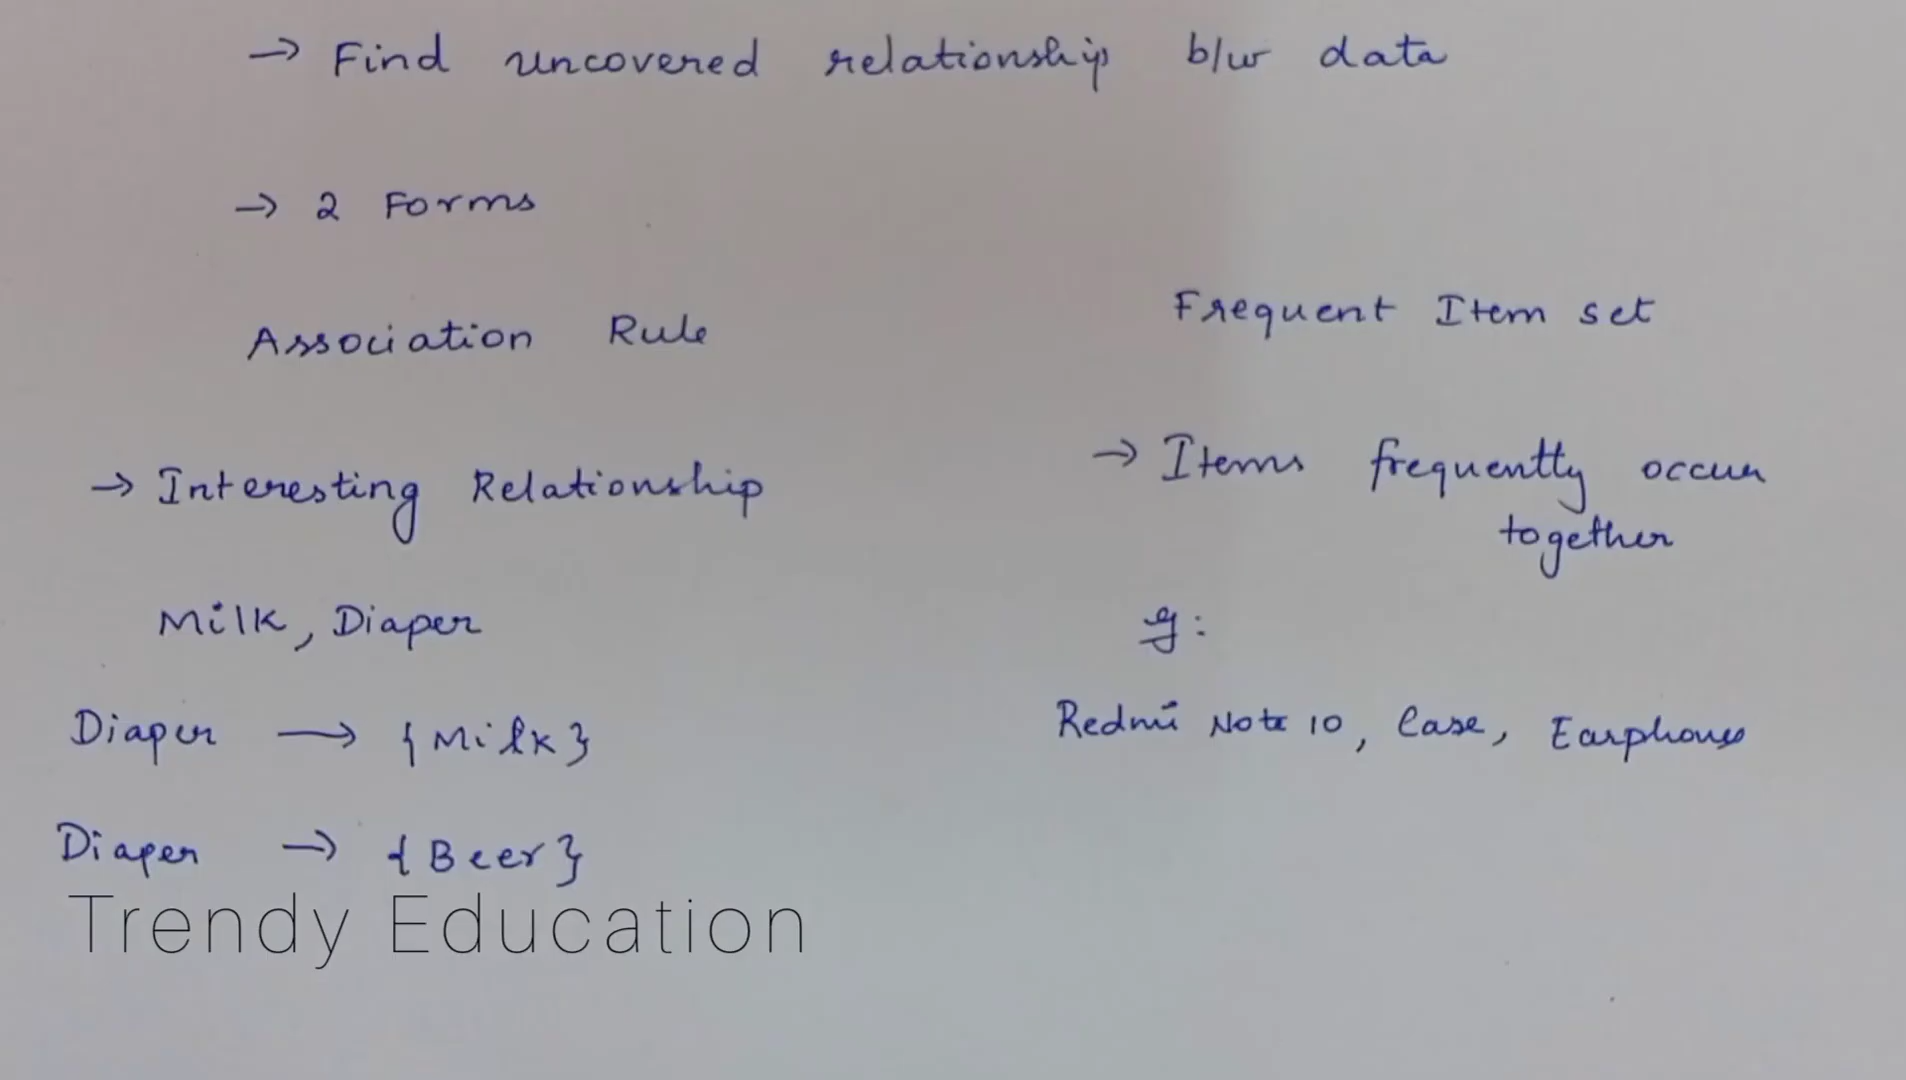 → Find uncovered relationship b/w data
→ 2 Forms
Association Rule
→ Interesting Relationship
Milk, Diaper
Diaper → {Milk}
Diaper → {Beer}
Frequent Item set
→ Items frequently occur
together
eg:
Redmi Note 10, Case, Earphones
Trendy Education